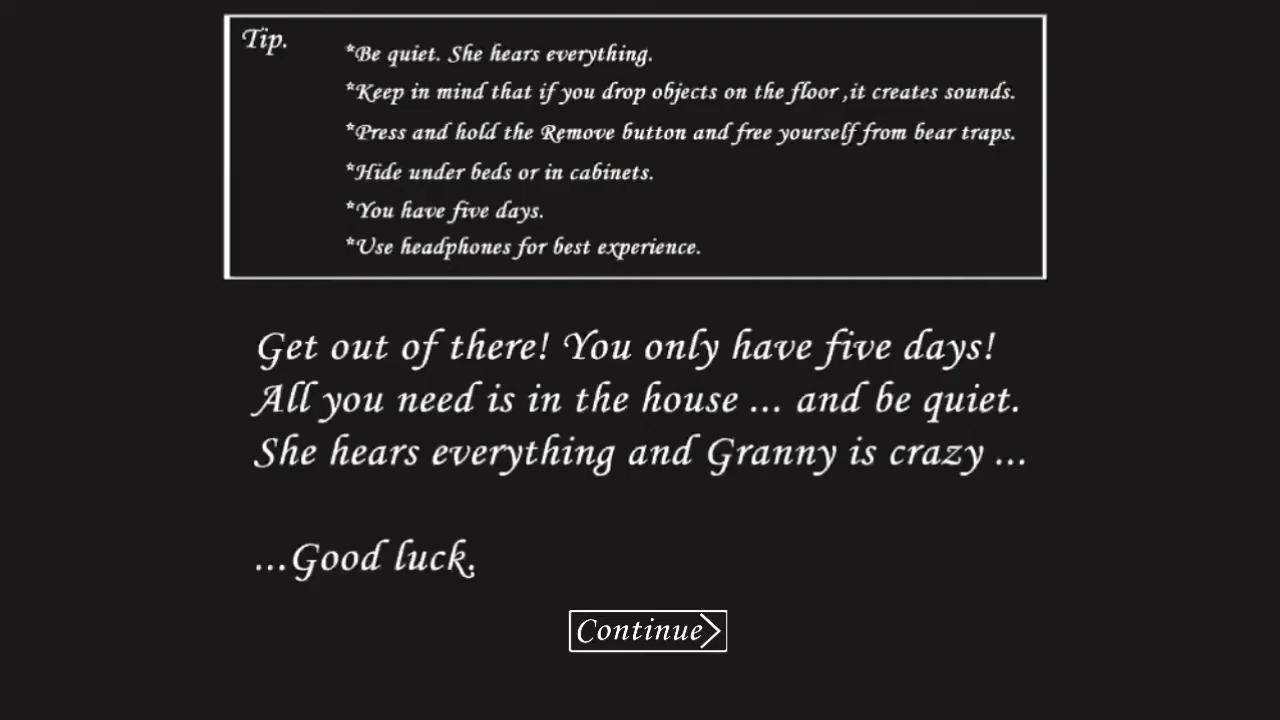 Tip.
*Be quiet. She hears everything.
*Keep in mind that if you drop objects on the floor ,it creates sounds.
*Press and hold the Remove button and free yourself from bear traps.
*Hide under beds or in cabinets.
*You have five days.
*Use headphones for best experience.
Get out of there! You only have five days!
All you need is in the house ... and be quiet.
She hears everything and Granny is crazy ...
...Good luck.
Continue